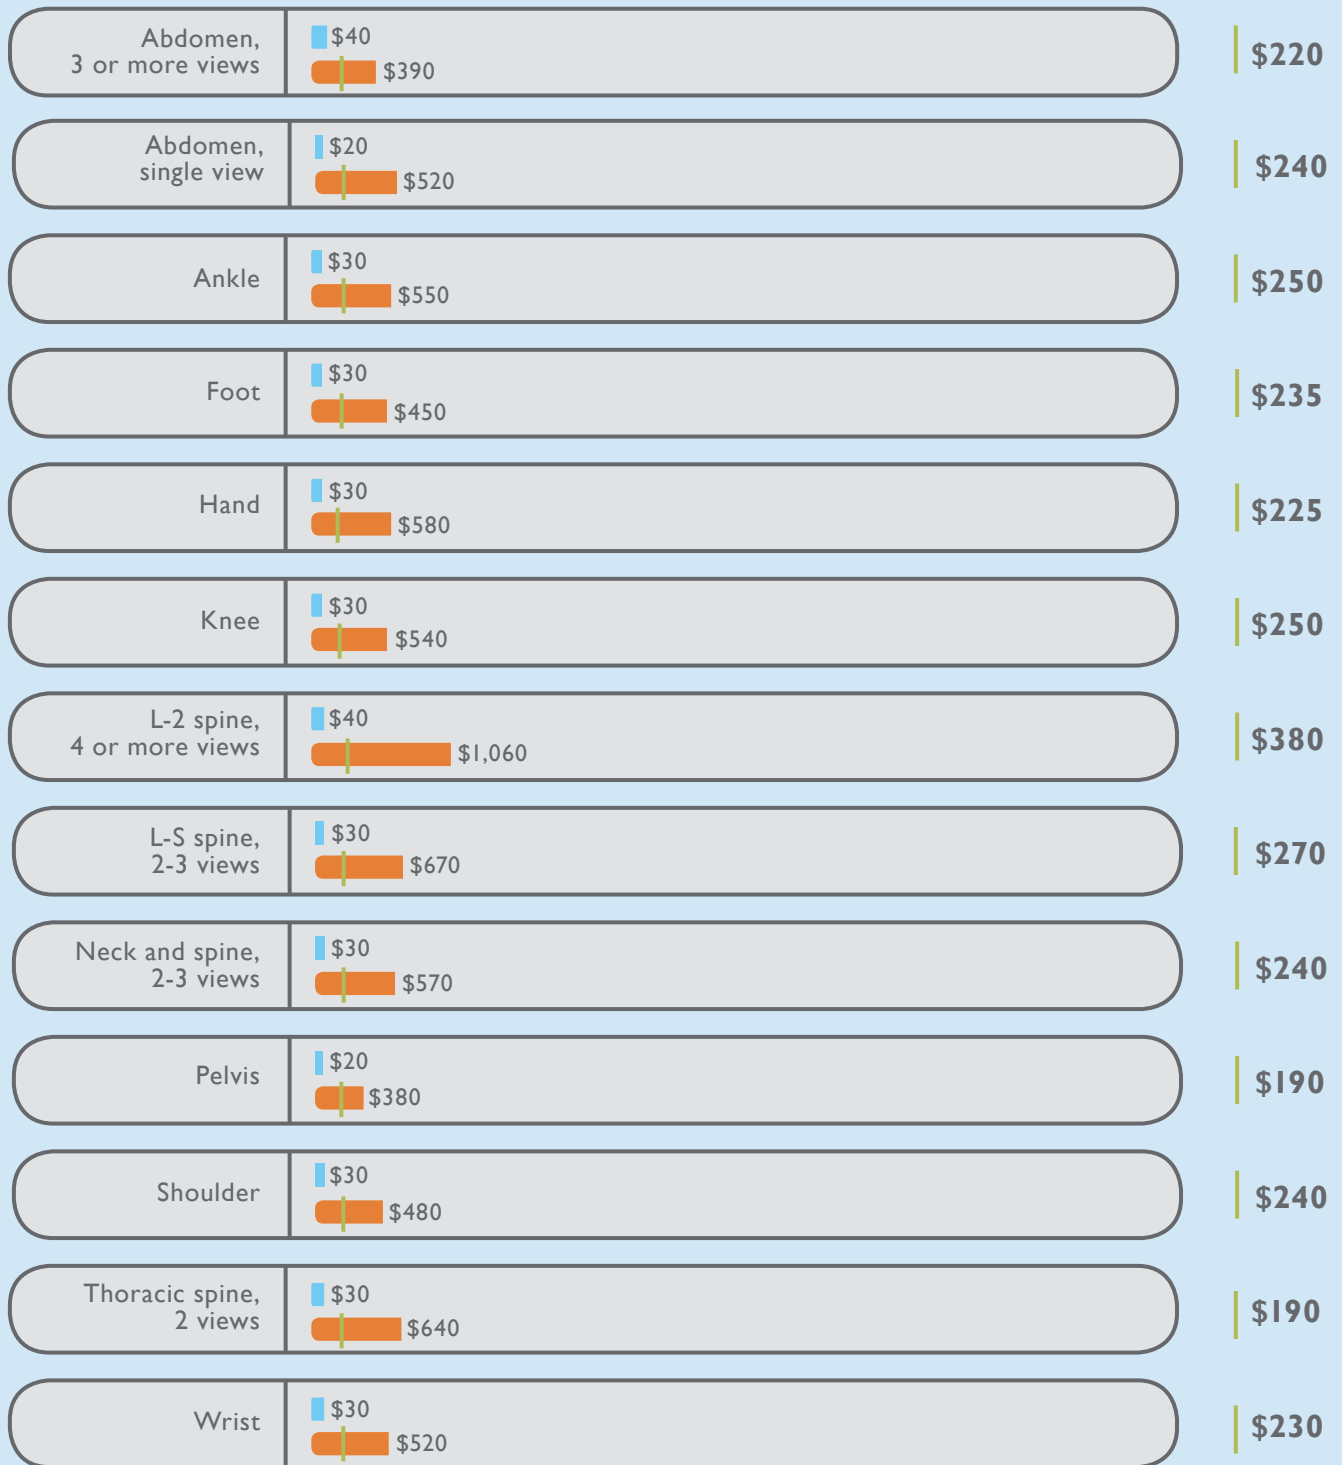 Abdomen,
3 or more views
$40
$390
$220
Abdomen,
single view
$20
$520
$240
Ankle
$30
$550
$250
Foot
$30
$450
$235
Hand
$30
$580
$225
Knee
$30
$540
$250
L-2 spine,
4 or more views
$40
$1,060
$380
L-S spine,
2-3 views
$30
$670
$270
Neck and spine,
2-3 views
$30
$570
$240
Pelvis
$20
$380
$190
Shoulder
$30
$480
$240
Thoracic spine,
2 views
$30
$640
$190
Wrist
$30
$520
$230